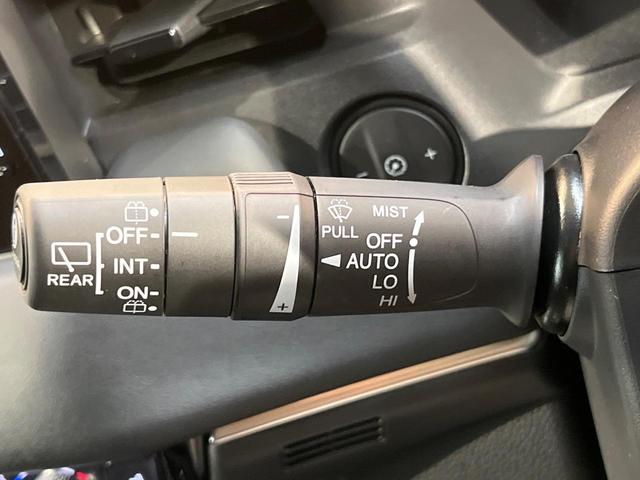 OFF
INT
ON
REAR
-
+
PULL
MIST
OFF
AUTO
LO
HI
+
-